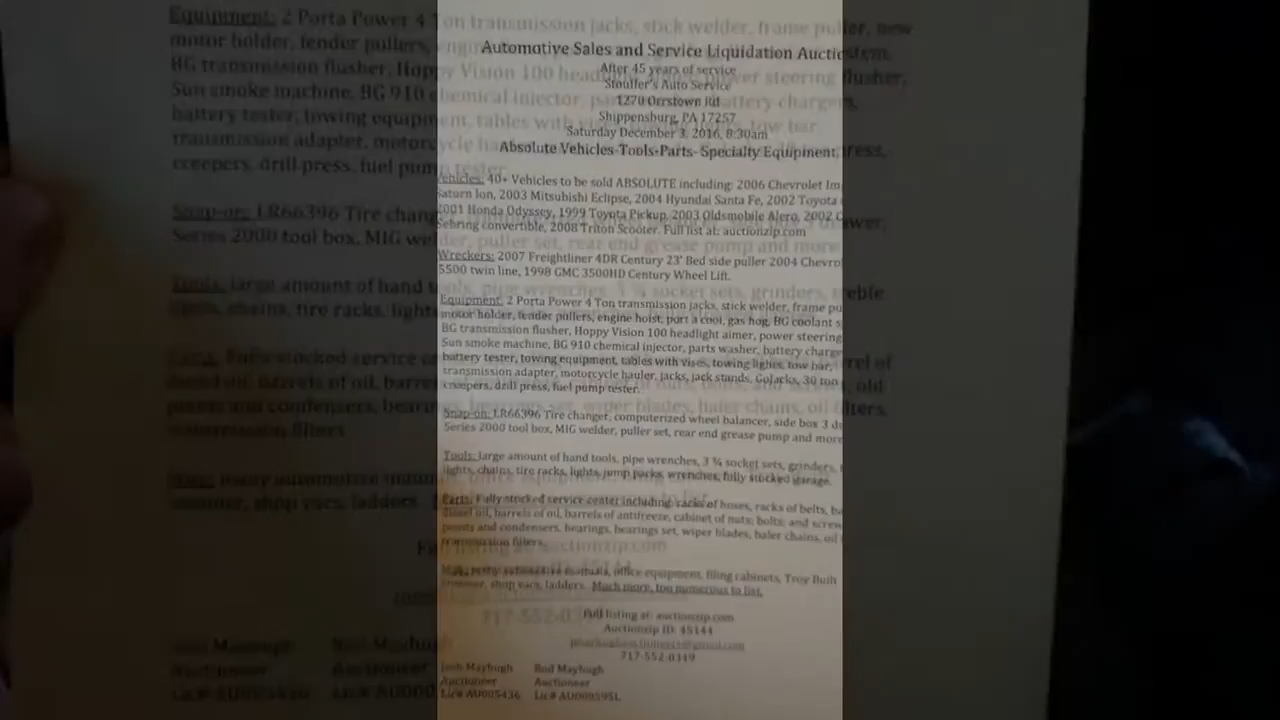 Automotive Sales and Service Liquidation Auctio
After 45 years of service
Stouffer's Auto Service
1270 Orrstown Rd
Shippensburg, PA 17257
Saturday December 3, 2016, 8:30am
Absolute Vehicles-Tools-Parts- Specialty Equipment
Vehicles: 40+ Vehicles to be sold ABSOLUTE including: 2006 Chevrolet Im
Saturn Ion, 2003 Mitsubishi Eclipse, 2004 Hyundai Santa Fe, 2002 Toyota
2001 Honda Odyssey, 1999 Toyota Pickup, 2003 Oldsmobile Alero, 2002 C
Sebring convertible, 2008 Triton Scooter. Full list at: auctionzip.com
Wreckers: 2007 Freightliner 4DR Century 23' Bed side puller 2004 Chevro
5500 twin line, 1998 GMC 3500HD Century Wheel Lift.
Equipment: 2 Porta Power 4 Ton transmission jacks, stick welder, frame pu
motor holder, fender pullers, engine hoist, port a cool, gas hog, BG coolant s
BG transmission flusher, Hoppy Vision 100 headlight aimer, power steering
Sun smoke machine, BG 910 chemical injector, parts washer, battery charge
battery tester, towing equipment, tables with vises, towing lights, tow bar,
transmission adapter, motorcycle hauler, jacks, jack stands, GoJacks, 30 ton
creepers, drill press, fuel pump tester.
Snap-on: LR66396 Tire changer, computerized wheel balancer, side box 3 d
Series 2000 tool box, MIG welder, puller set, rear end grease pump and more
Tools: large amount of hand tools, pipe wrenches, 3 ¾ socket sets, grinders,
lights, chains, tire racks, lights, jump packs, wrenches, fully stocked garage.
Parts: Fully stocked service center including: racks of hoses, racks of belts, ba
diesel oil, barrels of oil, barrels of antifreeze, cabinet of nuts; bolts; and screw
points and condensers, bearings, bearings set, wiper blades, baler chains, oil
transmission filters.
many automotive manuals, office equipment, filing cabinets, Troy Built
shop vacs, ladders. Much more, too numerous to list.
Full listing at: auctionzip.com
Auctionzip ID: 45144
717-552-0349
Josh Mayhugh Rod Mayhugh
Auctioneer Auctioneer
Lic# AU005436 Lic#